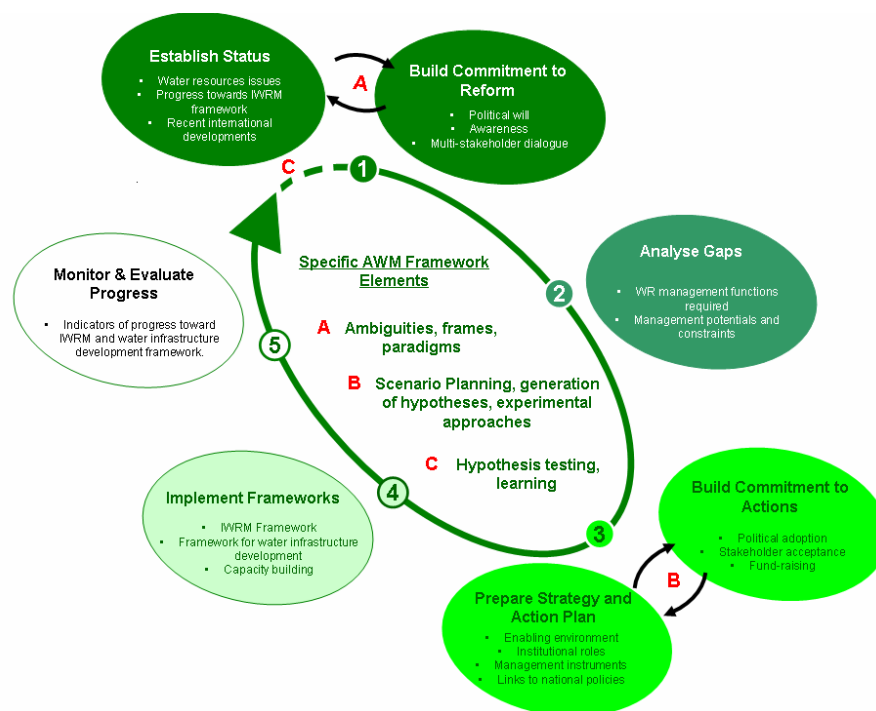 Establish Status
▪ Water resources issues
▪ Progress towards IWRM
framework
▪ Recent international
developments
A
Build Commitment to
Reform
▪ Political will
▪ Awareness
▪ Multi-stakeholder dialogue
C
1
Analyse Gaps
▪ WR management functions
required
▪ Management potentials and
constraints
2
Specific AWM Framework
Elements
A Ambiguities, frames,
paradigms
B Scenario Planning, generation
of hypotheses, experimental
approaches
C Hypothesis testing,
learning
Monitor & Evaluate
Progress
▪ Indicators of progress toward
IWRM and water infrastructure
development framework.
5
Implement Frameworks
▪ IWRM Framework
▪ Framework for water infrastructure
development
▪ Capacity building
4
3
Build Commitment to
Actions
▪ Political adoption
▪ Stakeholder acceptance
▪ Fund-raising
B
Prepare Strategy and
Action Plan
▪ Enabling environment
▪ Institutional roles
▪ Management instruments
▪ Links to national policies